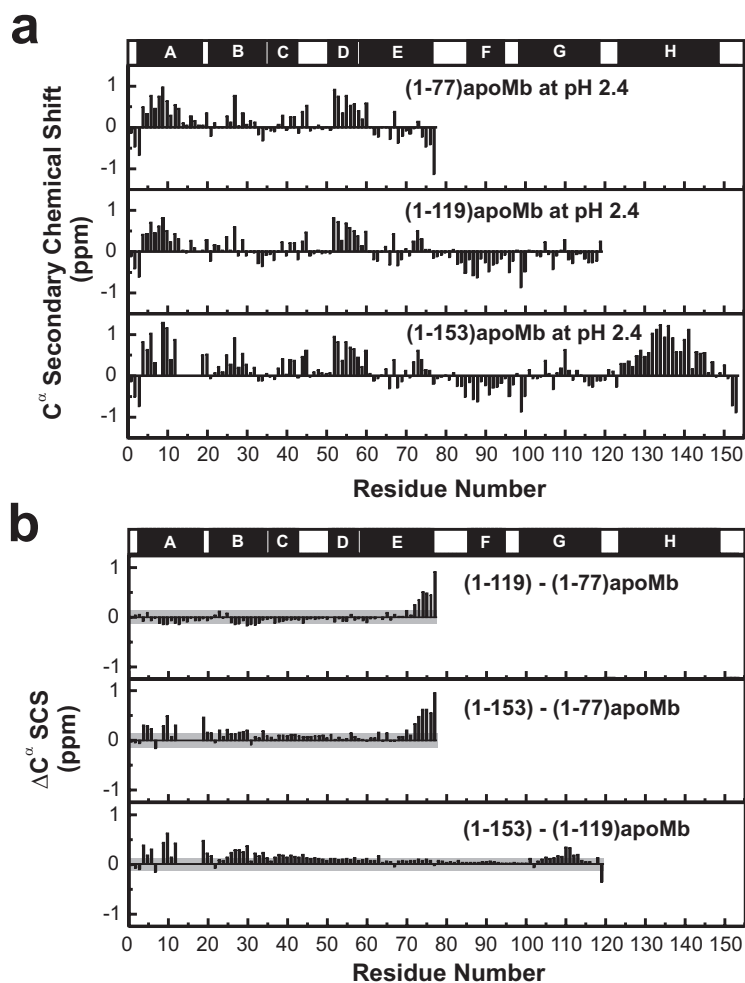 a
A B C D E F G H
(1-77)apoMb at pH 2.4
1
0
-1
(1-119)apoMb at pH 2.4
1
0
-1
(1-153)apoMb at pH 2.4
1
0
-1
Cα Secondary Chemical Shift
(ppm)
0 10 20 30 40 50 60 70 80 90 100 110 120 130 140 150
Residue Number
b
A B C D E F G H
(1-119) - (1-77)apoMb
1
0
-1
(1-153) - (1-77)apoMb
1
0
-1
(1-153) - (1-119)apoMb
1
0
-1
ΔCα SCS
(ppm)
0 10 20 30 40 50 60 70 80 90 100 110 120 130 140 150
Residue Number